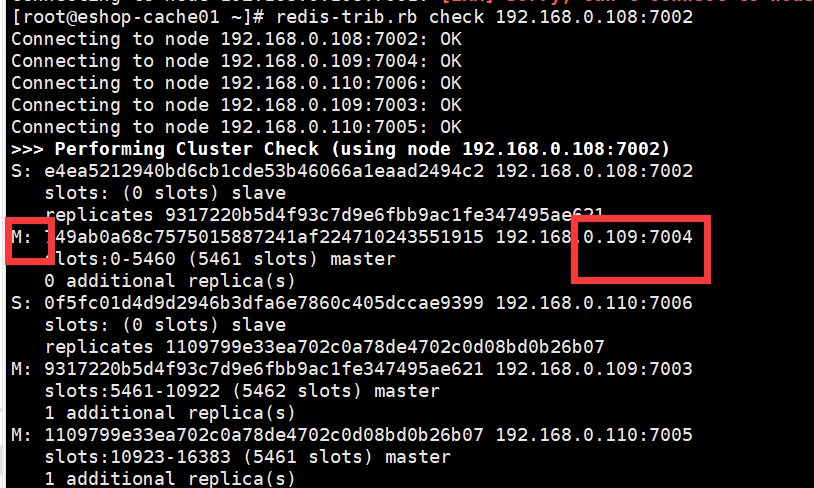 [root@eshop-cache01 ~]# redis-trib.rb check 192.168.0.108:7002
Connecting to node 192.168.0.108:7002: OK
Connecting to node 192.168.0.109:7004: OK
Connecting to node 192.168.0.110:7006: OK
Connecting to node 192.168.0.109:7003: OK
Connecting to node 192.168.0.110:7005: OK
>>> Performing Cluster Check (using node 192.168.0.108:7002)
S: e4ea5212940bd6cb1cde53b46066a1eaad2494c2 192.168.0.108:7002
slots: (0 slots) slave
replicates 9317220b5d4f93c7d9e6fbb9ac1fe347495ae621
M: 192.168.0.109:7004
slots:0-5460 (5461 slots) master
0 additional replica(s)
S: 0f5fc01d4d9d2946b3dfa6e7860c405dccae9399 192.168.0.110:7006
slots: (0 slots) slave
replicates 1109799e33ea702c0a78de4702c0d08bd0b26b07
M: 9317220b5d4f93c7d9e6fbb9ac1fe347495ae621 192.168.0.109:7003
slots:5461-10922 (5462 slots) master
1 additional replica(s)
M: 1109799e33ea702c0a78de4702c0d08bd0b26b07 192.168.0.110:7005
slots:10923-16383 (5461 slots) master
1 additional replica(s)